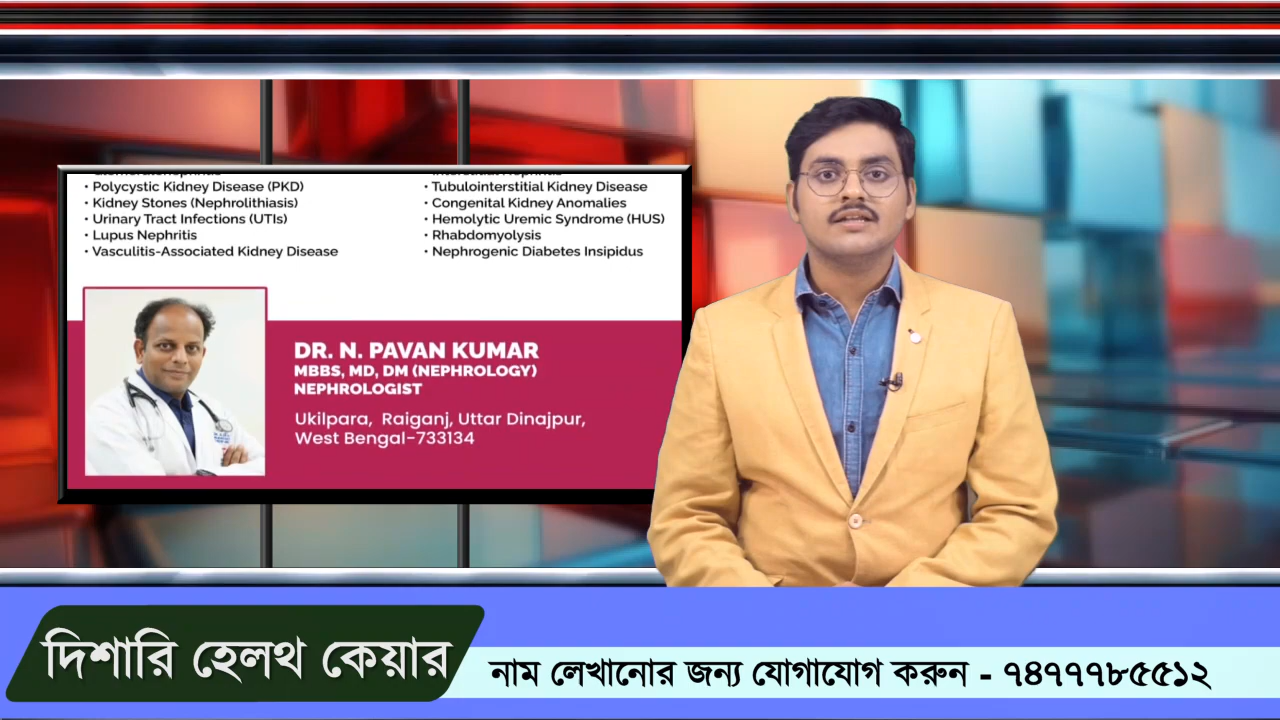 • Polycystic Kidney Disease (PKD)
• Kidney Stones (Nephrolithiasis)
• Urinary Tract Infections (UTIs)
• Lupus Nephritis
• Vasculitis-Associated Kidney Disease
• Tubulointerstitial Kidney Disease
• Congenital Kidney Anomalies
• Hemolytic Uremic Syndrome (HUS)
• Rhabdomyolysis
• Nephrogenic Diabetes Insipidus
DR. N. PAVAN KUMAR
MBBS, MD, DM (NEPHROLOGY)
NEPHROLOGIST
Ukilpara, Raiganj, Uttar Dinajpur,
West Bengal-733134
দিশারি হেলথ কেয়ার
নাম লেখানোর জন্য যোগাযোগ করুন - ৭৪৭৭৭৮৫৫১২